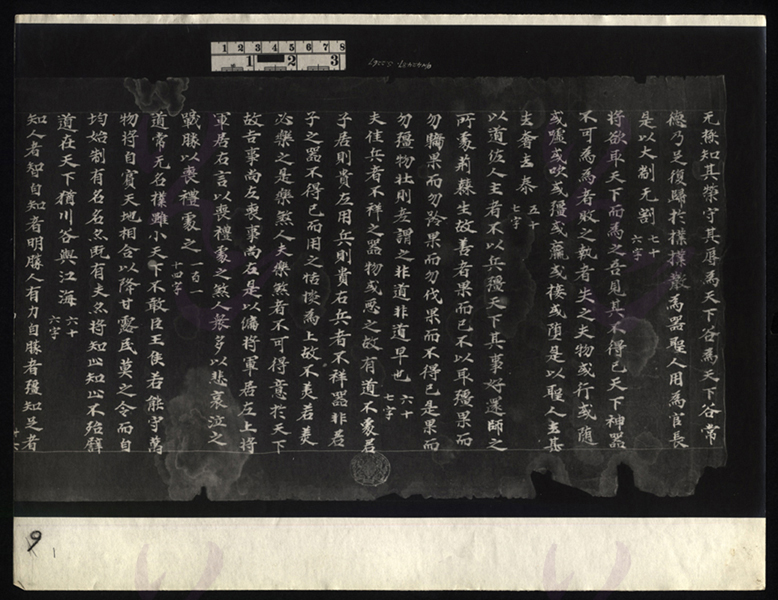 无極知其榮守其辱為天下谷為天下谷常
德乃足復歸於樸樸散為器聖人用為官長
是以大制无割 七十六字
將欲取天下而為之吾見其不得已天下神器
不可為為者敗之執者失之夫物或行或隨
或噓或吹或彊或羸或接或隳是以聖人去甚
去奢去泰 五十七字
以道佐人主者不以兵彊天下其事好還師之
所處荊棘生故善者果而已不以取彊果而
勿驕果而勿矜果而勿伐果而不得已是果而
勿彊物壯則老謂之非道非道早已 六十七字
夫佳兵者不祥之器物或惡之故有道不處君
子居則貴左用兵則貴右兵者不祥器非君
子之器不得已而用之恬惔為上故不美若美
必樂之是樂煞人夫樂煞者不可得意於天下
故吉事尚左喪事尚右是以偏將軍居左上將
軍居右言以喪禮處之煞人衆多以悲哀泣之
戰勝以喪禮處之 一百一十四字
道常无名樸雖小天下不敢臣王侯若能守萬
物將自賓天地相合以降甘露民莫之令而自
均始制有名名亦既有夫亦將知止知止不殆譬
道在天下猶川谷與江海 六十六字
知人者智自知者明勝人有力自勝者彊知足者
1 2 3 4 5 6 7 8
1 2 3
9